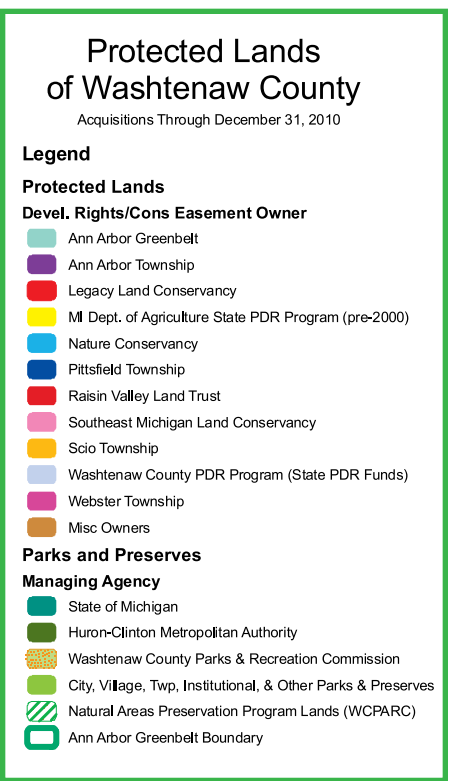 Protected Lands
of Washtenaw County
Acquisitions Through December 31, 2010
Legend
Protected Lands
Devel. Rights/Cons Easement Owner
Ann Arbor Greenbelt
Ann Arbor Township
Legacy Land Conservancy
MI Dept. of Agriculture State PDR Program (pre-2000)
Nature Conservancy
Pittsfield Township
Raisin Valley Land Trust
Southeast Michigan Land Conservancy
Scio Township
Washtenaw County PDR Program (State PDR Funds)
Webster Township
Misc Owners
Parks and Preserves
Managing Agency
State of Michigan
Huron-Clinton Metropolitan Authority
Washtenaw County Parks & Recreation Commission
City, Village, Twp, Institutional, & Other Parks & Preserves
Natural Areas Preservation Program Lands (WCPARC)
Ann Arbor Greenbelt Boundary